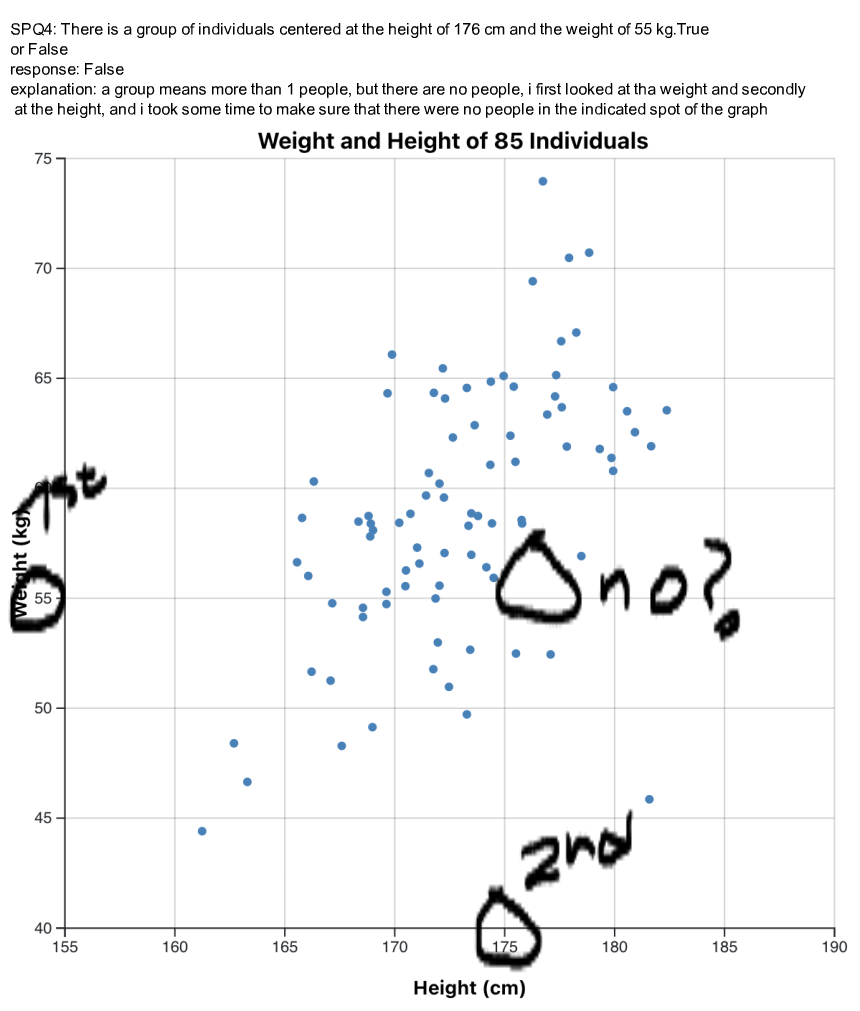 SPQ4: There is a group of individuals centered at the height of 176 cm and the weight of 55 kg.True
or False
response: False
explanation: a group means more than 1 people, but there are no people, i first looked at tha weight and secondly
at the height, and i took some time to make sure that there were no people in the indicated spot of the graph
Weight and Height of 85 Individuals
75
70
65
1st
60
Weight (kg)
no?
55
50
45
2nd
40
155 160 165 170 175 180 185 190
Height (cm)